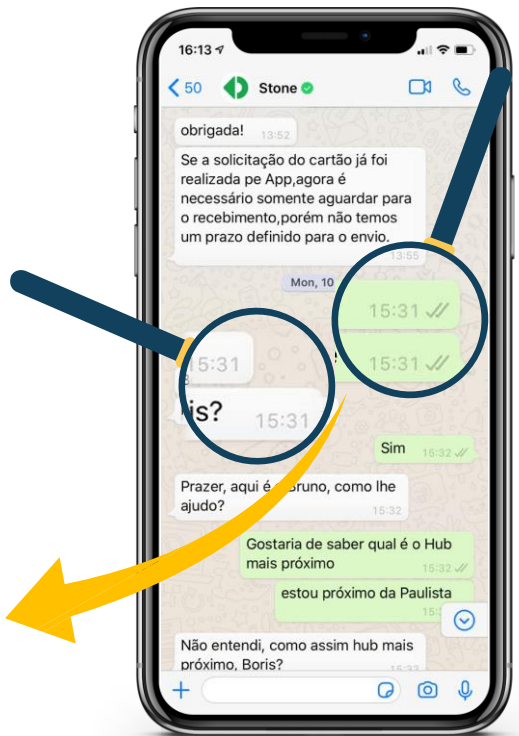 16:13
50
Stone
obrigada! 13:52
Se a solicitação do cartão já foi
realizada pe App,agora é
necessário somente aguardar para
o recebimento,porém não temos
um prazo definido para o envio.
13:55
Mon, 10
15:31
15:31
15:31
is?
15:31
Sim 15:32
Prazer, aqui é Bruno, como lhe
ajudo? 15:32
Gostaria de saber qual é o Hub
mais próximo 15:32
estou próximo da Paulista
Não entendi, como assim hub mais
próximo, Boris? 15:33